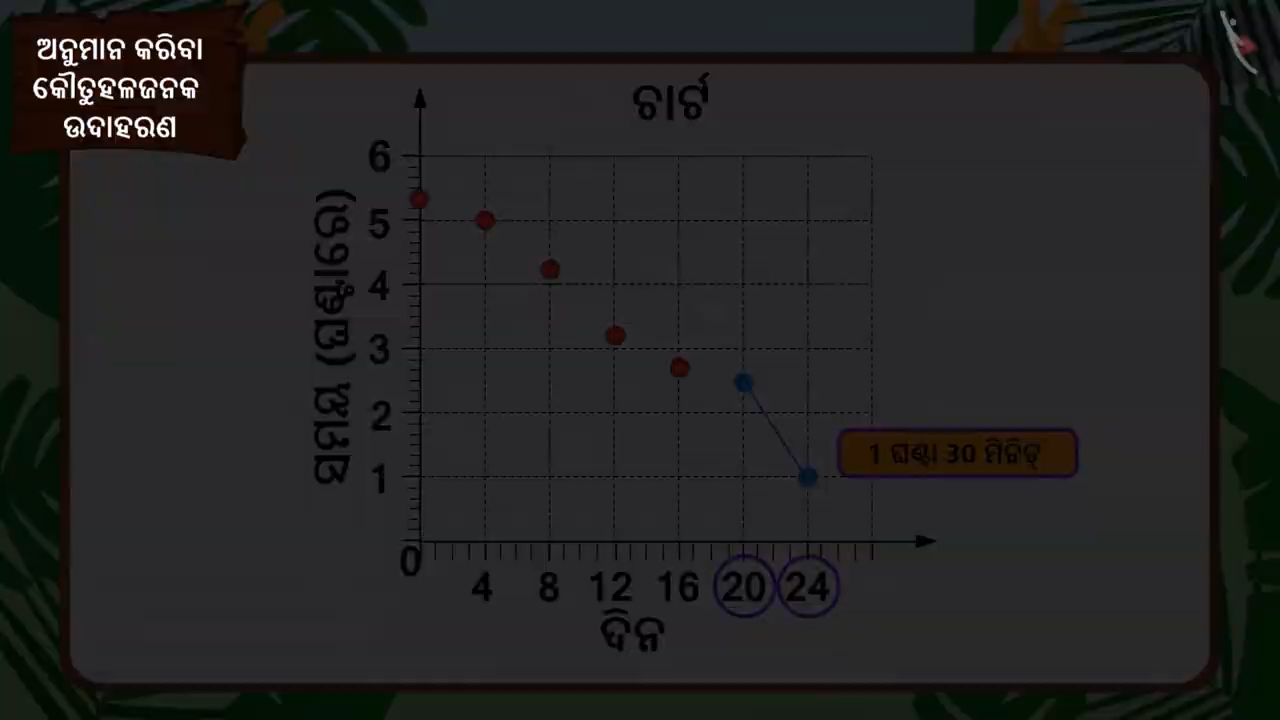 ଅନୁମାନ କରିବା
କୌତୁହଳଜନକ
ଉଦାହରଣ
ଚାର୍ଟ
ସମୟ (ଘଣ୍ଟାରେ)
6
5
4
3
2
1
0
1 ଘଣ୍ଟା 30 ମିନିଟ୍
4 8 12 16 20 24
ଦିନ